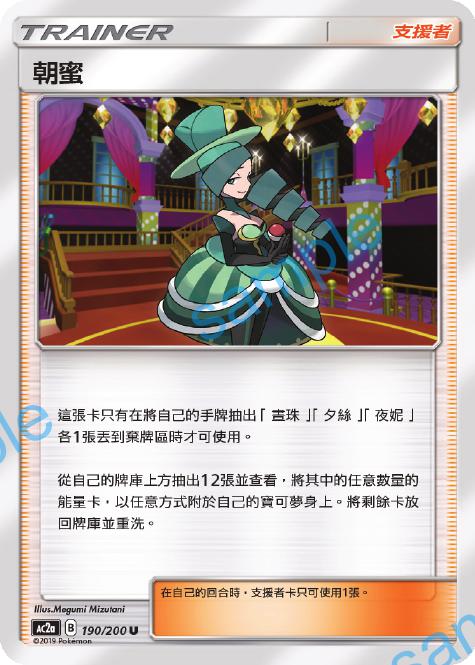 TRAINER 支援者
朝蜜
sample
這張卡只有在將自己的手牌抽出「晝珠」「夕絲」「夜妮」
各1張丟到棄牌區時才可使用。
從自己的牌庫上方抽出12張並查看，將其中的任意數量的
能量卡，以任意方式附於自己的寶可夢身上。將剩餘卡放
回牌庫並重洗。
在自己的回合時，支援者卡只可使用1張。
Illus.Megumi Mizutani
AC2a B 190/200 U
©2019 Pokémon